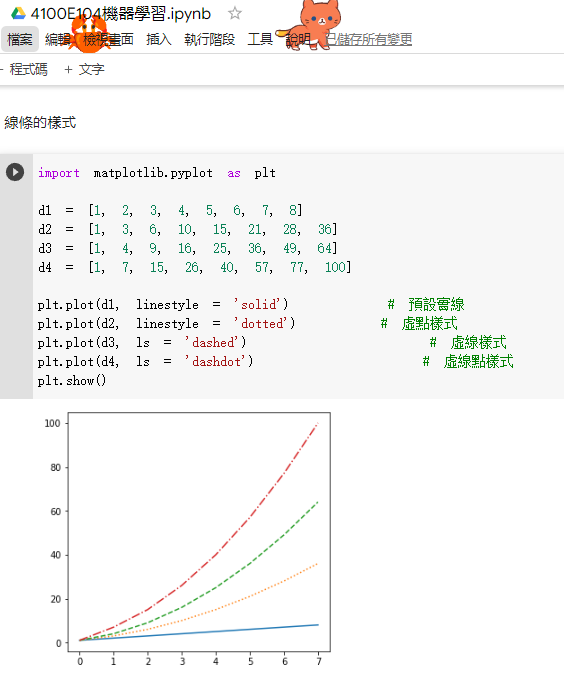 4100E104機器學習.ipynb
檔案 編輯 檢視畫面 插入 執行階段 工具 說明 已儲存所有變更
程式碼 + 文字
線條的樣式
import matplotlib.pyplot as plt
d1 = [1, 2, 3, 4, 5, 6, 7, 8]
d2 = [1, 3, 6, 10, 15, 21, 28, 36]
d3 = [1, 4, 9, 16, 25, 36, 49, 64]
d4 = [1, 7, 15, 26, 40, 57, 77, 100]
plt.plot(d1, linestyle = 'solid') # 預設實線
plt.plot(d2, linestyle = 'dotted') # 虛點樣式
plt.plot(d3, ls = 'dashed') # 虛線樣式
plt.plot(d4, ls = 'dashdot') # 虛線點樣式
plt.show()
100
80
60
40
20
0
0 1 2 3 4 5 6 7